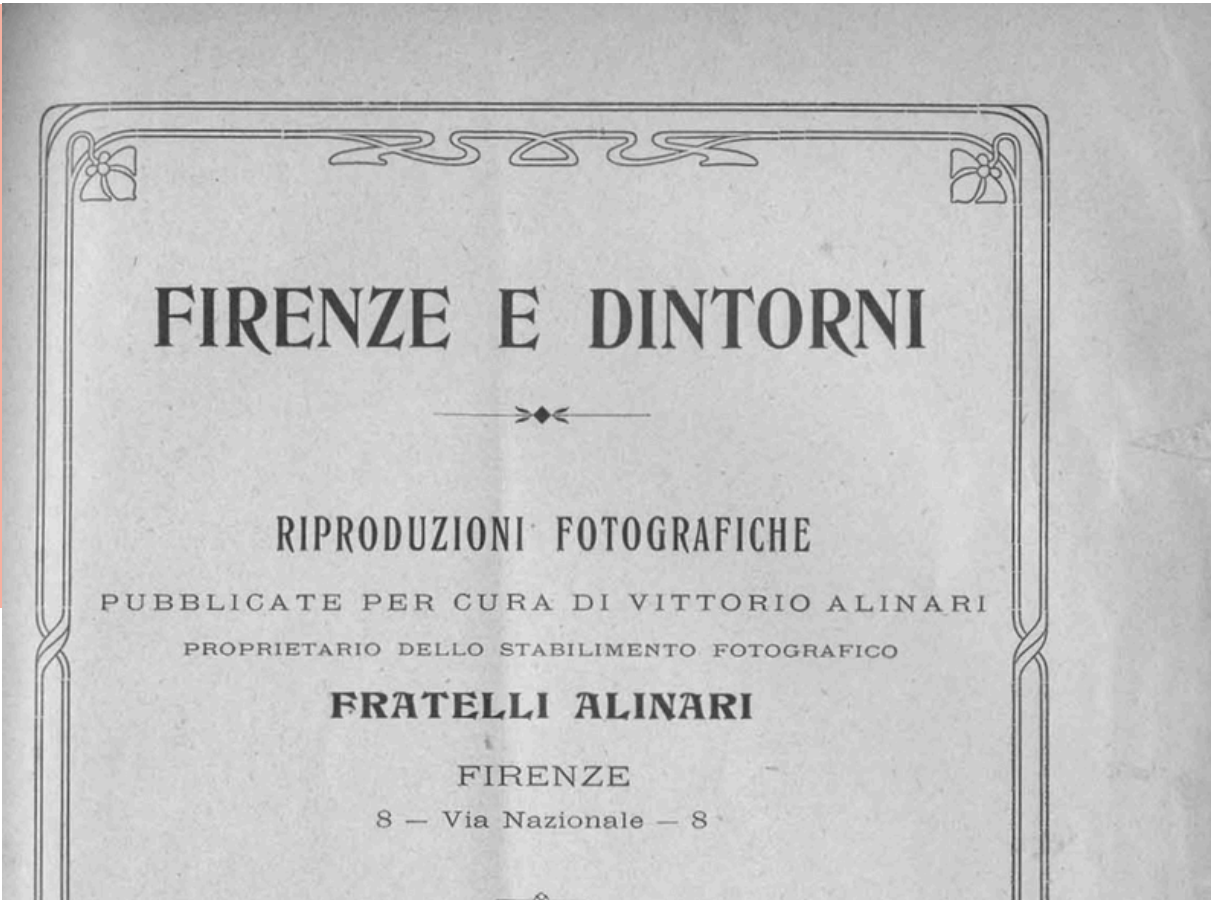 FIRENZE E DINTORNI
RIPRODUZIONI FOTOGRAFICHE
PUBBLICATE PER CURA DI VITTORIO ALINARI
PROPRIETARIO DELLO STABILIMENTO FOTOGRAFICO
FRATELLI ALINARI
FIRENZE
8 — Via Nazionale — 8